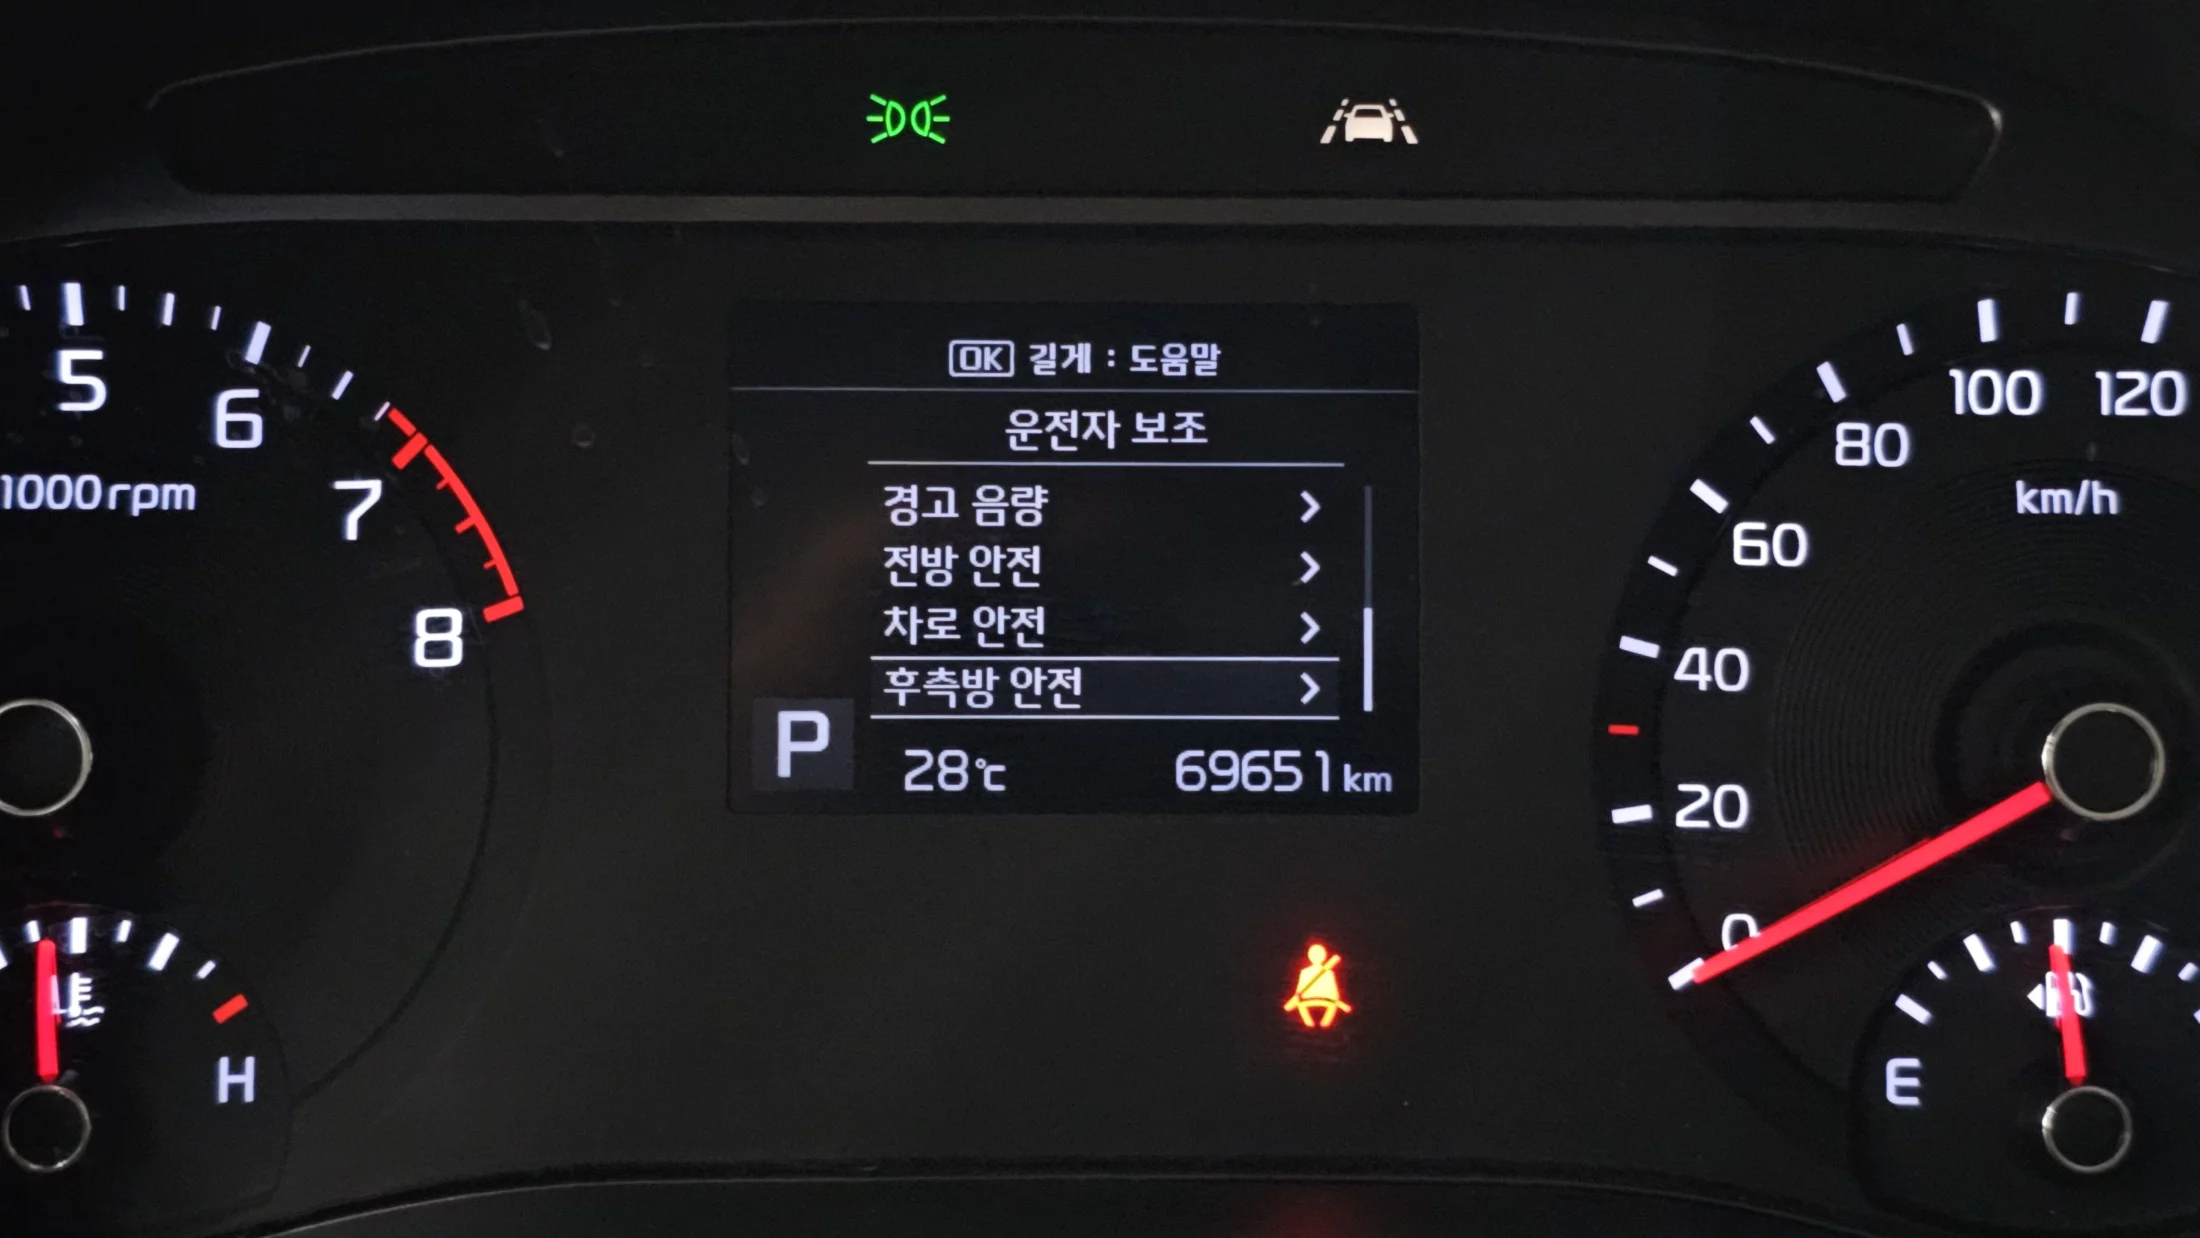 OK 길게 : 도움말
운전자 보조
경고 음량
전방 안전
차로 안전
후측방 안전
P
28℃ 69651km
5
6
7
8
1000rpm
H
0
20
40
60
80
100
120
km/h
E